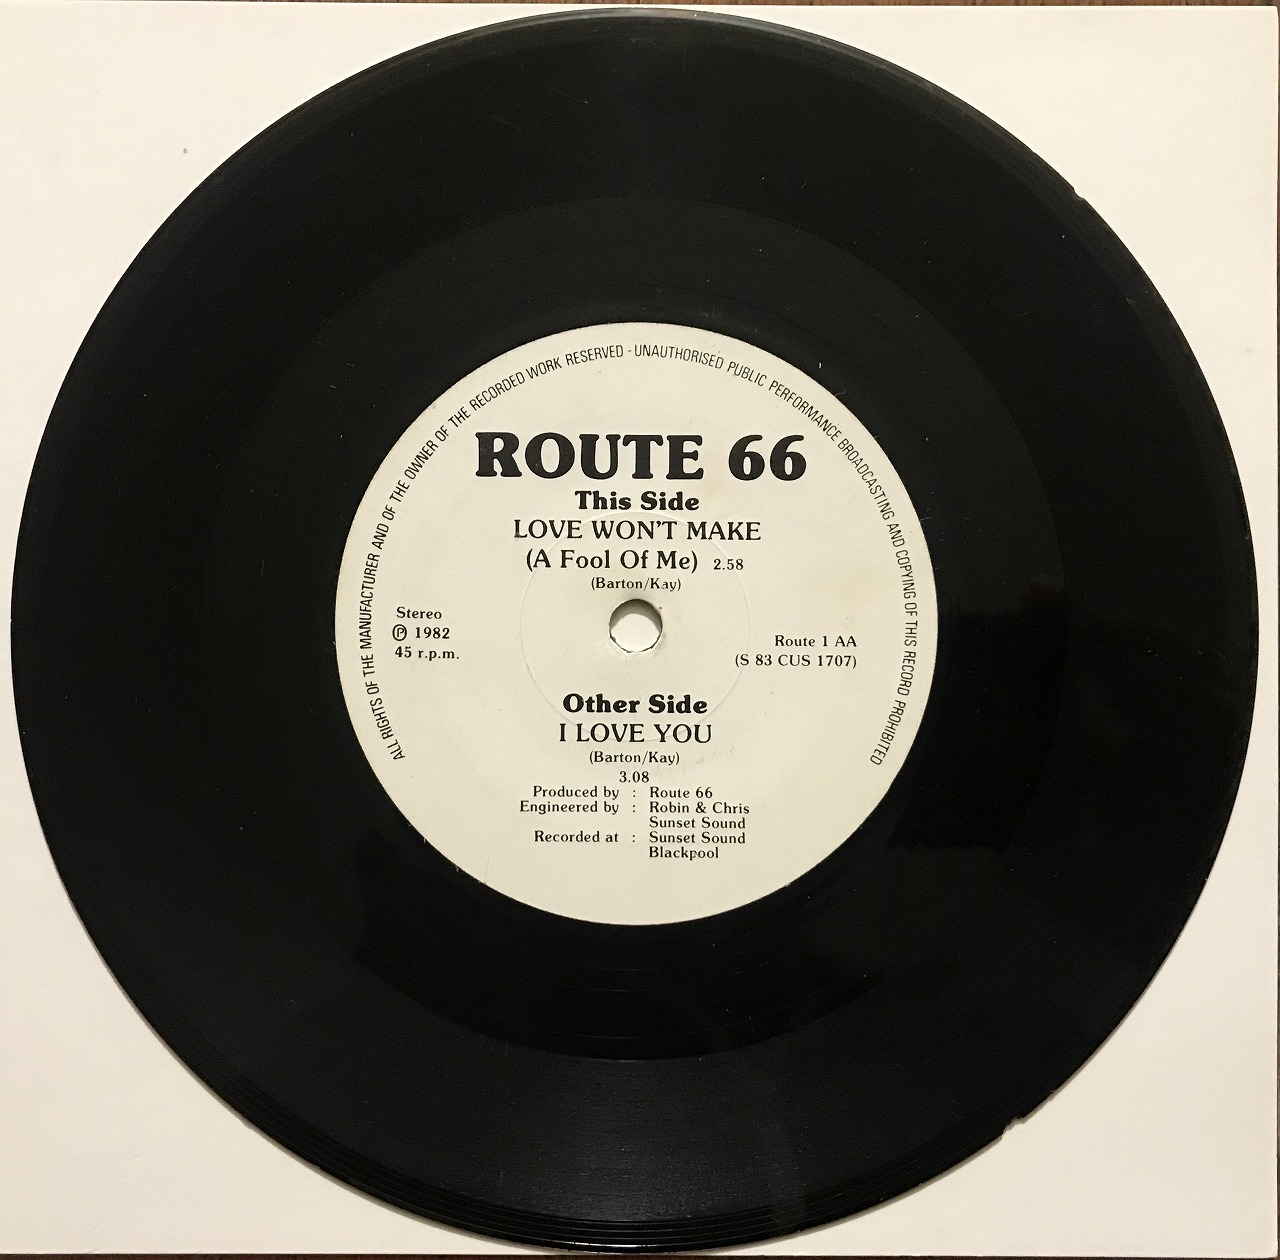 ALL RIGHTS OF THE MANUFACTURER AND OF THE OWNER OF THE RECORDED WORK RESERVED - UNAUTHORISED PUBLIC PERFORMANCE BROADCASTING AND COPYING OF THIS RECORD PROHIBITED
ROUTE 66
This Side
LOVE WON'T MAKE
(A Fool Of Me) 2.58
(Barton/Kay)
Stereo
Ⓟ 1982
45 r.p.m.
Route 1 AA
(S 83 CUS 1707)
Other Side
I LOVE YOU
(Barton/Kay)
3.08
Produced by : Route 66
Engineered by : Robin & Chris
Sunset Sound
Recorded at : Sunset Sound
Blackpool